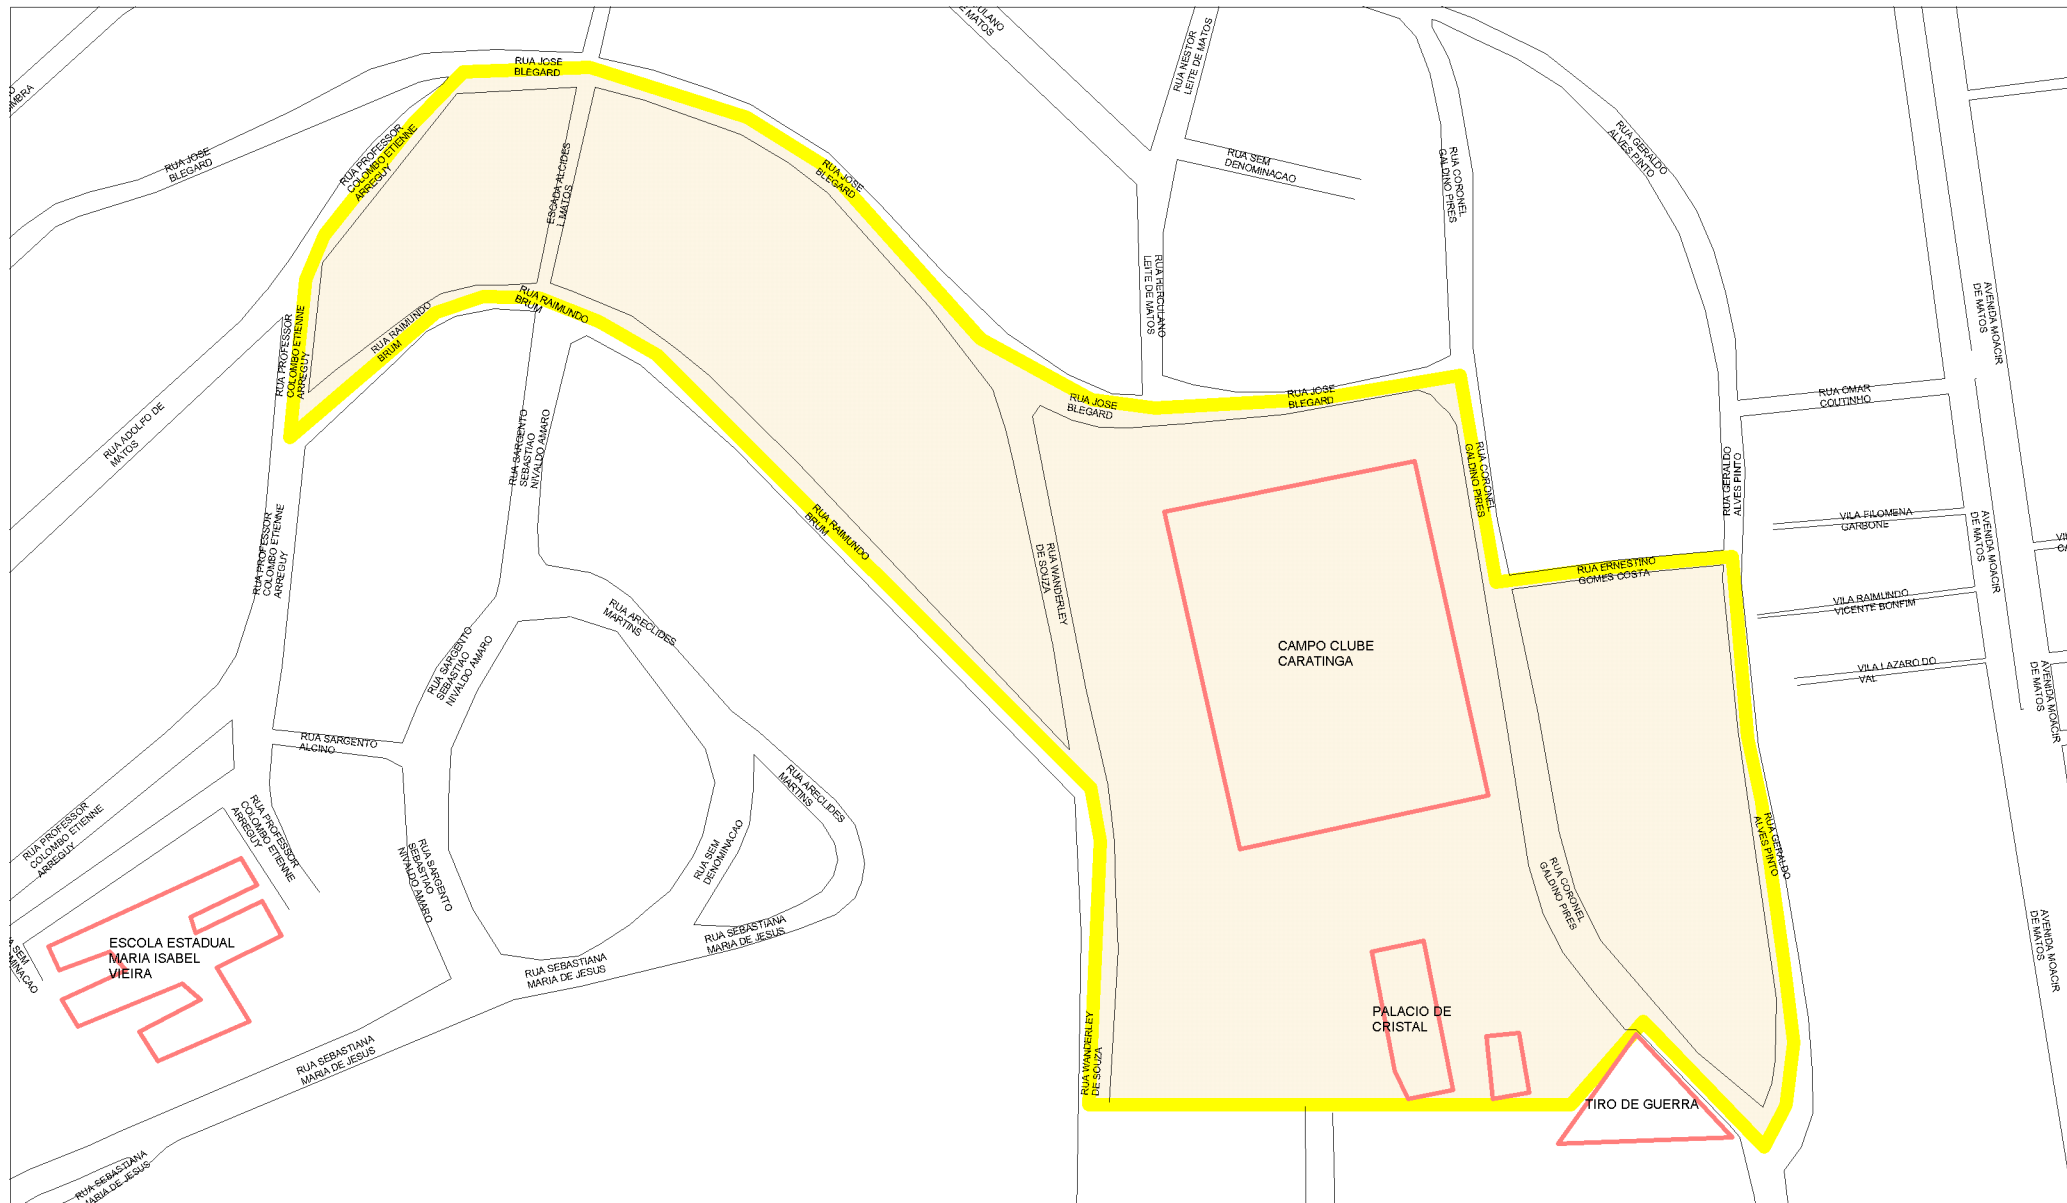 RUA JOSE
BLEGARD
RUA PROFESSOR
COLOMBO ETIENNE
ARREGUY
RUA JOSE
BLEGARD
ESCADA ALCIDES
L MATOS
RUA JOSE
BLEGARD
E MATOS
RUA NESTOR
LEITE DE MATOS
RUA SEM
DENOMINACAO
RUA CORONEL
GALDINO PIRES
RUA GERALDO
ALVES PINTO
RUA HERCULANO
LEITE DE MATOS
AVENIDA MOACIR
DE MATOS
RUA PROFESSOR
COLOMBO ETIENNE
ARREGUY
RUA RAIMUNDO
BRUM
RUA RAIMUNDO
BRUM
RUA JOSE
BLEGARD
RUA JOSE
BLEGARD
RUA OMAR
COUTINHO
RUA ADOLFO DE
MATOS
RUA SARGENTO
SEBASTIAO
NIVALDO AMARO
RUA CORONEL
GALDINO PIRES
RUA GERALDO
ALVES PINTO
VILA FILOMENA
GARBONE
AVENIDA MOACIR
DE MATOS
RUA PROFESSOR
COLOMBO ETIENNE
ARREGUY
RUA RAIMUNDO
BRUM
RUA WANDERLEY
DE SOUZA
RUA ERNESTINO
GOMES COSTA
VILA RAIMUNDO
VICENTE BONFIM
RUA ARECLIDES
MARTINS
RUA SARGENTO
SEBASTIAO
NIVALDO AMARO
CAMPO CLUBE
CARATINGA
VILA LAZARO DO
VAL
AVENIDA MOACIR
DE MATOS
RUA SARGENTO
ALCINO
RUA ARECLIDES
MARTINS
RUA PROFESSOR
COLOMBO ETIENNE
ARREGUY
RUA PROFESSOR
COLOMBO ETIENNE
ARREGUY
RUA SARGENTO
SEBASTIAO
NIVALDO AMARO
RUA SEM
DENOMINACAO
RUA GERALDO
ALVES PINTO
RUA CORONEL
GALDINO PIRES
RUA SEBASTIANA
MARIA DE JESUS
ESCOLA ESTADUAL
MARIA ISABEL
VIEIRA
RUA SEBASTIANA
MARIA DE JESUS
AVENIDA MOACIR
DE MATOS
PALACIO DE
CRISTAL
RUA SEBASTIANA
MARIA DE JESUS
RUA WANDERLEY
DE SOUZA
TIRO DE GUERRA
RUA SEBASTIANA
MARIA DE JESUS